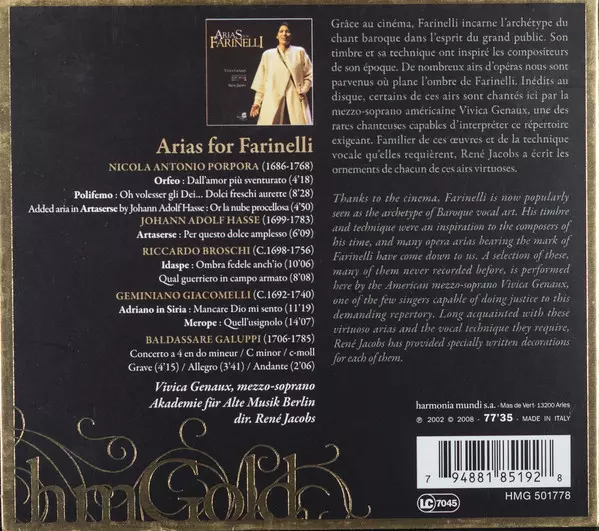 ARIAS FOR
FARINELLI
Vivica Genaux
René Jacobs
Arias for Farinelli
NICOLA ANTONIO PORPORA (1686-1768)
Orfeo : Dall'amor più sventurato (4'18)
Polifemo : Oh volesser gli Dei... Dolci freschi aurette (8'28)
Added aria in Artaserse by Johann Adolf Hasse : Or la nube procellosa (4'50)
JOHANN ADOLF HASSE (1699-1783)
Artaserse : Per questo dolce amplesso (6'09)
RICCARDO BROSCHI (C.1698-1756)
Idaspe : Ombra fedele anch'io (10'06)
Qual guerriero in campo armato (8'08)
GEMINIANO GIACOMELLI (C.1692-1740)
Adriano in Siria : Mancare Dio mi sento (11'19)
Merope : Quell'usignolo (14'07)
BALDASSARE GALUPPI (1706-1785)
Concerto a 4 en do mineur / C minor / c-moll
Grave (4'15) / Allegro (3'41) / Andante (2'06)
Vivica Genaux, mezzo-soprano
Akademie für Alte Musik Berlin
dir. René Jacobs
hmGold
Grâce au cinéma, Farinelli incarne l'archétype du
chant baroque dans l'esprit du grand public. Son
timbre et sa technique ont inspiré les compositeurs
de son époque. De nombreux airs d'opéras nous sont
parvenus où plane l'ombre de Farinelli. Inédits au
disque, certains de ces airs sont chantés ici par la
mezzo-soprano américaine Vivica Genaux, une des
rares chanteuses capables d'interpréter ce répertoire
exigeant. Familier de ces œuvres et de la technique
vocale qu'elles requièrent, René Jacobs a écrit les
ornements de chacun de ces airs virtuoses.
Thanks to the cinema, Farinelli is now popularly
seen as the archetype of Baroque vocal art. His timbre
and technique were an inspiration to the composers of
his time, and many opera arias bearing the mark of
Farinelli have come down to us. A selection of these,
many of them never recorded before, is performed
here by the American mezzo-soprano Vivica Genaux,
one of the few singers capable of doing justice to this
demanding repertory. Long acquainted with these
virtuoso arias and the vocal technique they require,
René Jacobs has provided specially written decorations
for each of them.
harmonia mundi s.a. - Mas de Vert - 13200 Arles
℗ 2002 © 2008 - 77'35 - MADE IN ITALY
7 94881 85192 8
LC 7045
HMG 501778